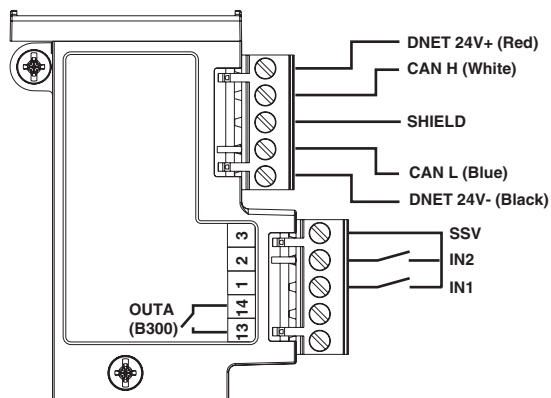 DNET 24V+ (Red)
CAN H (White)
SHIELD
CAN L (Blue)
DNET 24V- (Black)
SSV
IN2
IN1
3
2
1
14
13
OUTA
(B300)